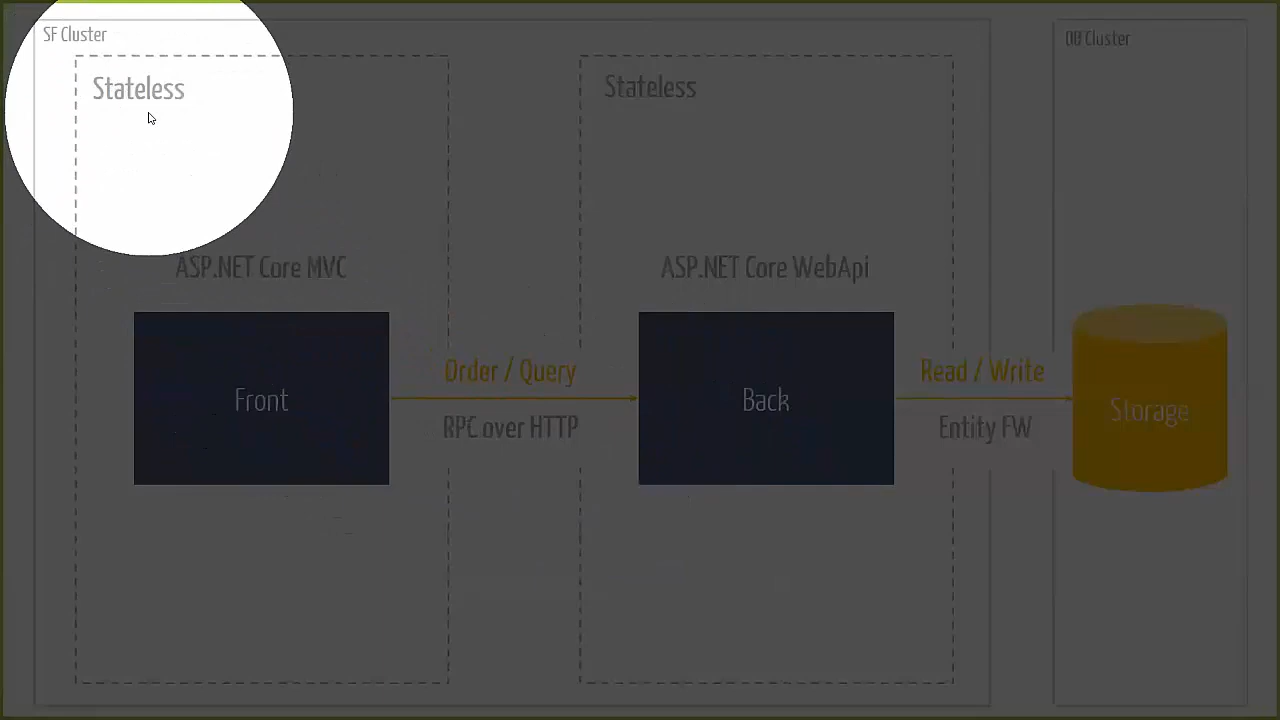 SF Cluster
DB Cluster
Stateless
Stateless
ASP.NET Core MVC
ASP.NET Core WebApi
Order / Query
Read / Write
Front
Back
Storage
RPC over HTTP
Entity FW